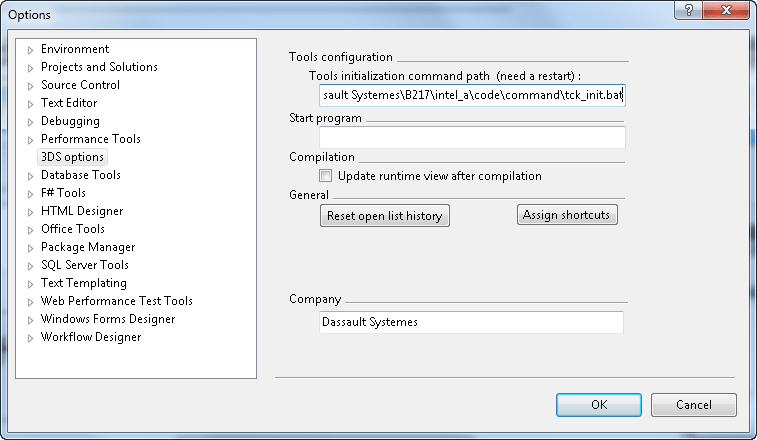 Options
Environment
Projects and Solutions
Source Control
Text Editor
Debugging
Performance Tools
3DS options
Database Tools
F# Tools
HTML Designer
Office Tools
Package Manager
SQL Server Tools
Text Templating
Web Performance Test Tools
Windows Forms Designer
Workflow Designer
Tools configuration
Tools initialization command path (need a restart) :
sault Systemes\B217\intel_a\code\command\tck_init.bat
Start program
Compilation
Update runtime view after compilation
General
Reset open list history
Assign shortcuts
Company
Dassault Systemes
OK
Cancel